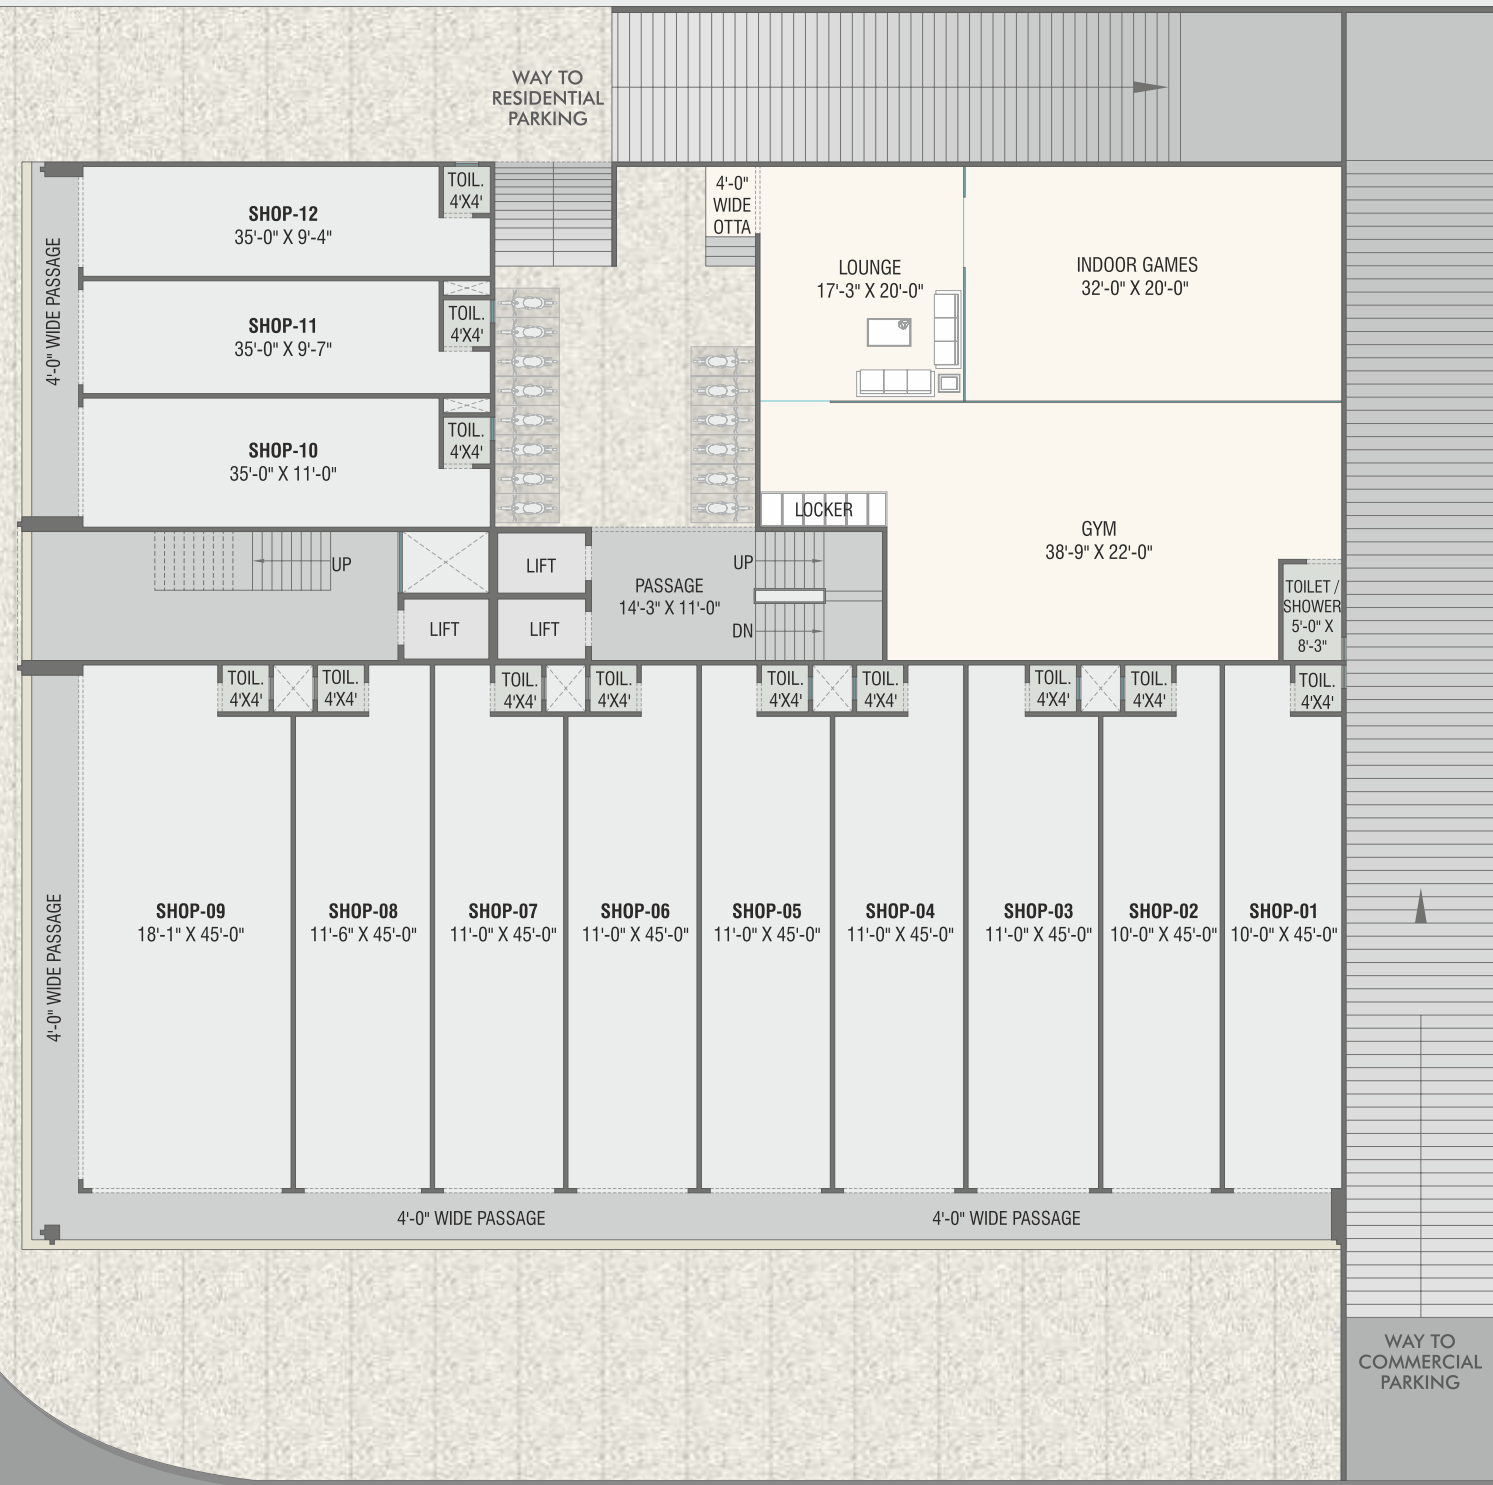 WAY TO
RESIDENTIAL
PARKING
SHOP-12
35'-0" X 9'-4"
TOIL.
4'X4'
4'-0"
WIDE
OTTA
LOUNGE
17'-3" X 20'-0"
INDOOR GAMES
32'-0" X 20'-0"
4'-0" WIDE PASSAGE
SHOP-11
35'-0" X 9'-7"
TOIL.
4'X4'
SHOP-10
35'-0" X 11'-0"
TOIL.
4'X4'
LOCKER
GYM
38'-9" X 22'-0"
UP
LIFT
LIFT
LIFT
PASSAGE
14'-3" X 11'-0"
UP
DN
TOILET /
SHOWER
5'-0" X
8'-3"
TOIL.
4'X4'
TOIL.
4'X4'
TOIL.
4'X4'
TOIL.
4'X4'
TOIL.
4'X4'
TOIL.
4'X4'
TOIL.
4'X4'
TOIL.
4'X4'
TOIL.
4'X4'
4'-0" WIDE PASSAGE
SHOP-09
18'-1" X 45'-0"
SHOP-08
11'-6" X 45'-0"
SHOP-07
11'-0" X 45'-0"
SHOP-06
11'-0" X 45'-0"
SHOP-05
11'-0" X 45'-0"
SHOP-04
11'-0" X 45'-0"
SHOP-03
11'-0" X 45'-0"
SHOP-02
10'-0" X 45'-0"
SHOP-01
10'-0" X 45'-0"
4'-0" WIDE PASSAGE
4'-0" WIDE PASSAGE
WAY TO
COMMERCIAL
PARKING